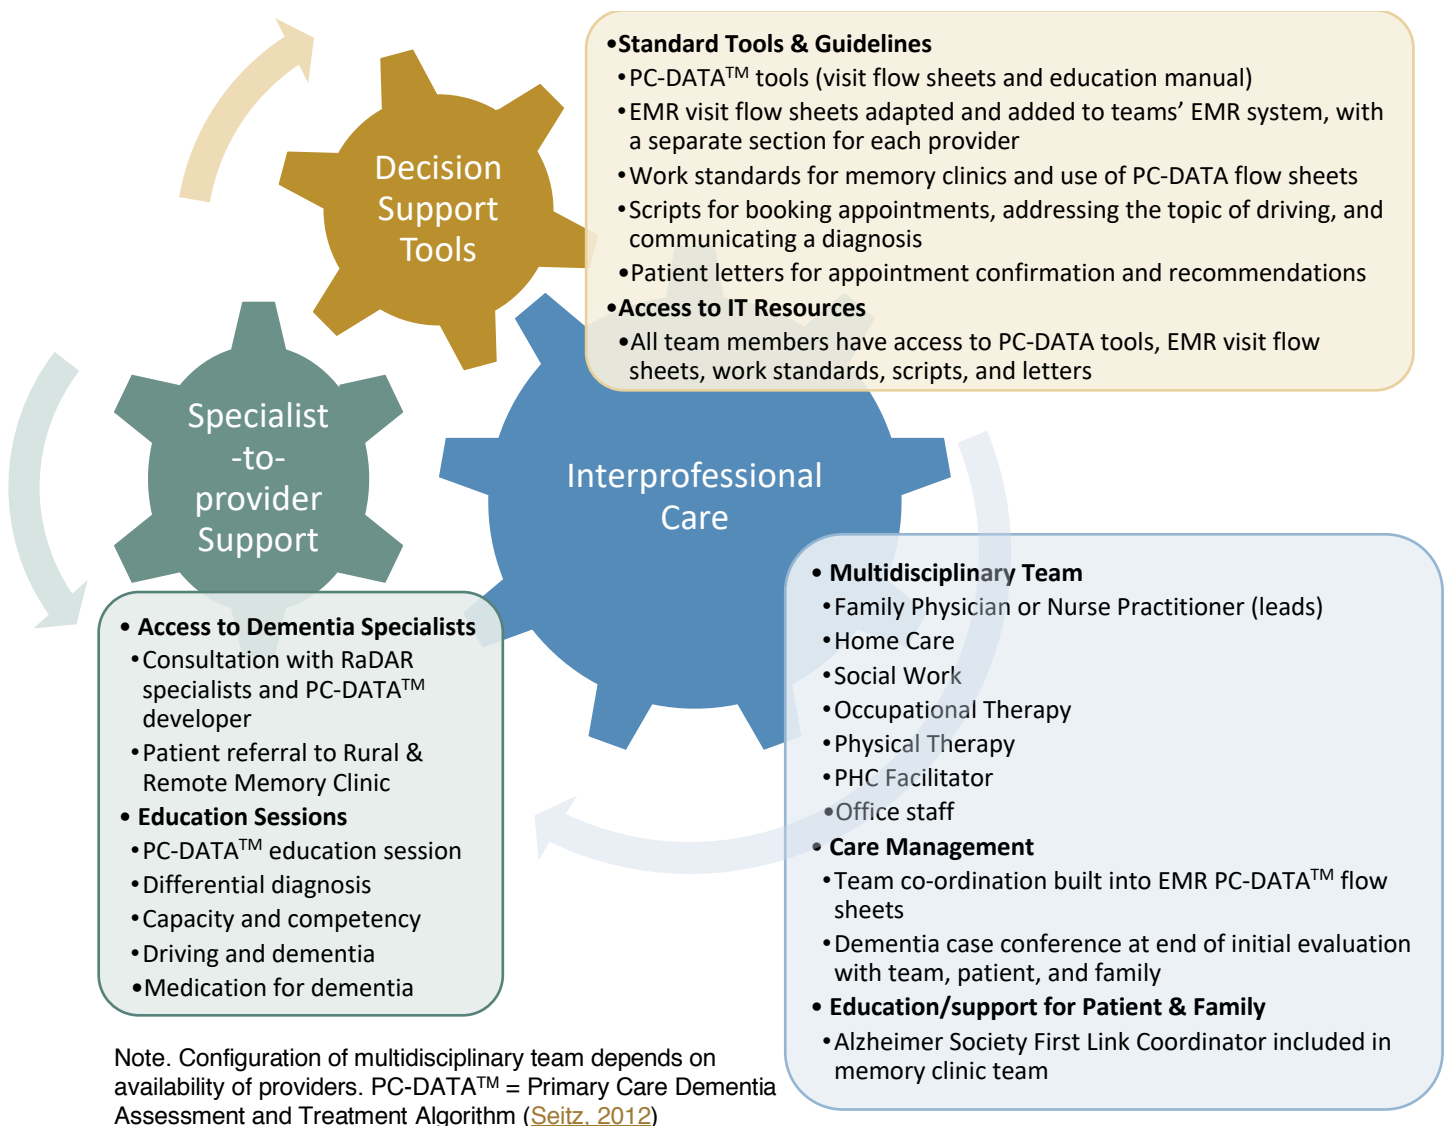 •Standard Tools & Guidelines
•PC-DATA™ tools (visit flow sheets and education manual)
•EMR visit flow sheets adapted and added to teams’ EMR system, with
a separate section for each provider
•Work standards for memory clinics and use of PC-DATA flow sheets
•Scripts for booking appointments, addressing the topic of driving, and
communicating a diagnosis
•Patient letters for appointment confirmation and recommendations
•Access to IT Resources
•All team members have access to PC-DATA tools, EMR visit flow
sheets, work standards, scripts, and letters
Decision
Support
Tools
Specialist
-to-
provider
Support
Interprofessional
Care
• Access to Dementia Specialists
•Consultation with RaDAR
specialists and PC-DATA™
developer
•Patient referral to Rural &
Remote Memory Clinic
• Education Sessions
•PC-DATA™ education session
•Differential diagnosis
•Capacity and competency
•Driving and dementia
•Medication for dementia
• Multidisciplinary Team
•Family Physician or Nurse Practitioner (leads)
•Home Care
•Social Work
•Occupational Therapy
•Physical Therapy
•PHC Facilitator
•Office staff
• Care Management
•Team co-ordination built into EMR PC-DATA™ flow
sheets
•Dementia case conference at end of initial evaluation
with team, patient, and family
• Education/support for Patient & Family
•Alzheimer Society First Link Coordinator included in
memory clinic team
Note. Configuration of multidisciplinary team depends on
availability of providers. PC-DATA™ = Primary Care Dementia
Assessment and Treatment Algorithm (Seitz, 2012)